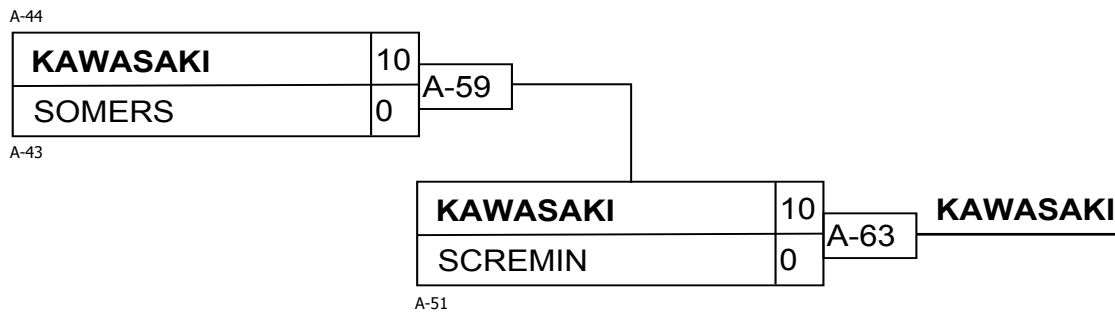 A-44
KAWASAKI 10
A-59
SOMERS 0
A-43
KAWASAKI 10
KAWASAKI
A-63
SCREMIN 0
A-51